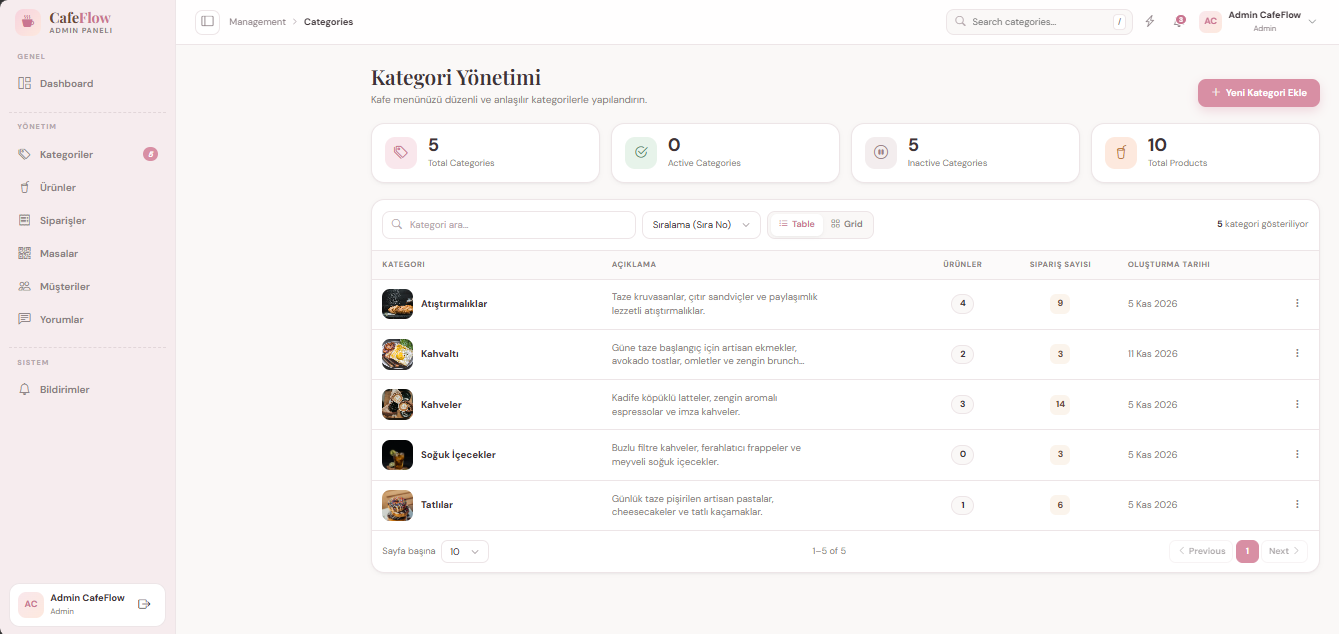 CafeFlow
ADMIN PANELİ
GENEL
Dashboard
YÖNETIM
Kategoriler 5
Ürünler
Siparişler
Masalar
Müşteriler
Yorumlar
SISTEM
Bildirimler
AC Admin CafeFlow
Admin
Management > Categories
Search categories... /
3
AC Admin CafeFlow
Admin
Kategori Yönetimi
Kafe menünüzü düzenli ve anlaşılır kategorilerle yapılandırın.
+ Yeni Kategori Ekle
5
Total Categories
0
Active Categories
5
Inactive Categories
10
Total Products
Kategori ara...
Sıralama (Sıra No)
Table
Grid
5 kategori gösteriliyor
KATEGORI AÇIKLAMA ÜRÜNLER SIPARIŞ SAYISI OLUŞTURMA TARIHI
Atıştırmalıklar Taze kruvasanlar, çıtır sandviçler ve paylaşımlık 4 9 5 Kas 2026
lezzetli atıştırmalıklar.
Kahvaltı Güne taze başlangıç için artisan ekmekler, 2 3 11 Kas 2026
avokado tostlar, omletler ve zengin brunch...
Kahveler Kadife köpüklü latteler, zengin aromalı 3 14 5 Kas 2026
espressolar ve imza kahveler.
Soğuk İçecekler Buzlu filtre kahveler, ferahlatıcı frappeler ve 0 3 5 Kas 2026
meyveli soğuk içecekler.
Tatlılar Günlük taze pişirilen artisan pastalar, 1 6 5 Kas 2026
cheesecakeler ve tatlı kaçamaklar.
Sayfa başına 10
1–5 of 5
< Previous 1 Next >